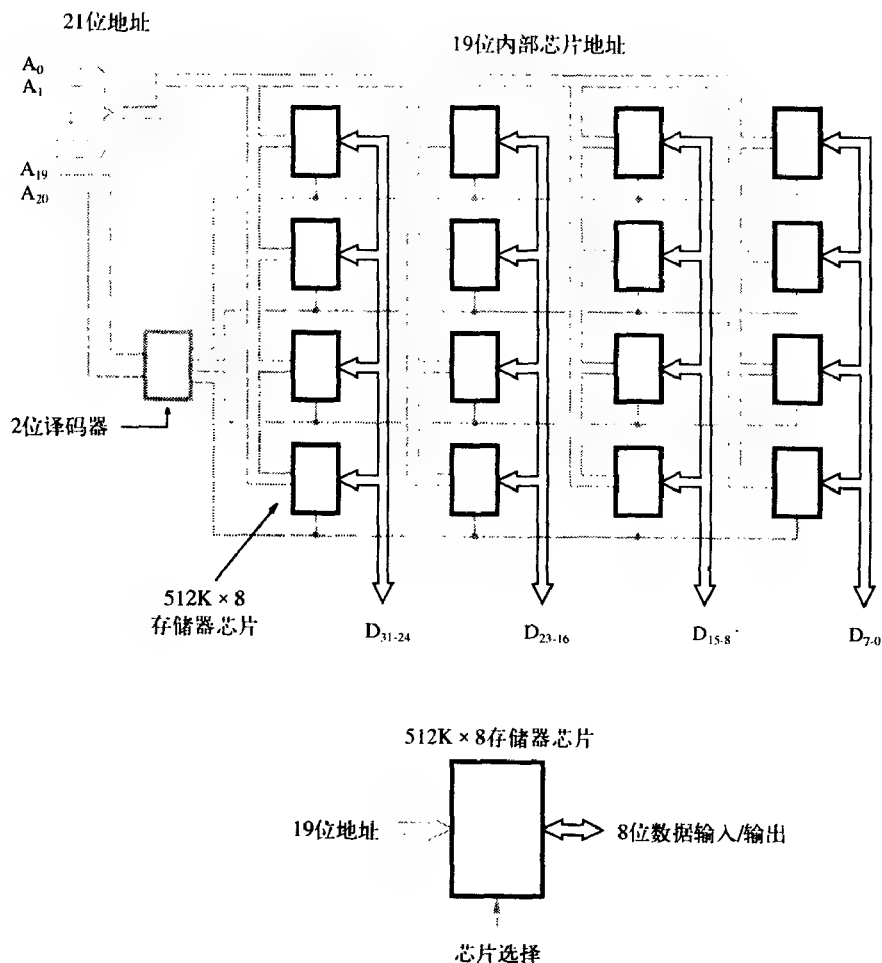 21位地址
19位内部芯片地址
A₀
A₁
A₁₉
A₂₀
2位译码器
512K × 8
存储器芯片
D₃₁₋₂₄
D₂₃₋₁₆
D₁₅₋₈
D₇₋₀
512K × 8存储器芯片
19位地址
8位数据输入/输出
芯片选择